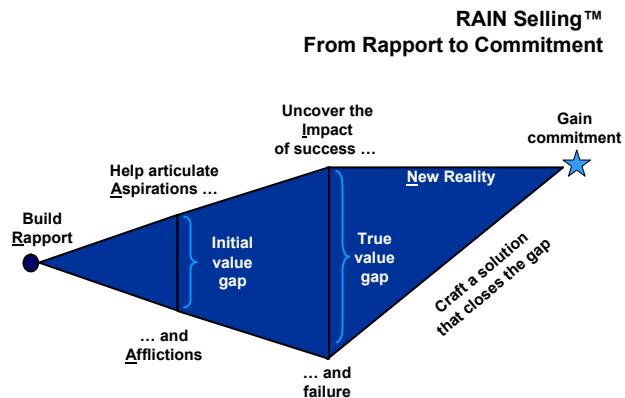 RAIN Selling™
From Rapport to Commitment
Uncover the
Impact
of success ...
Gain
commitment
Help articulate
Aspirations ...
New Reality
Build
Rapport
Initial
value
gap
True
value
gap
Craft a solution
that closes the gap
... and
Afflictions
... and
failure